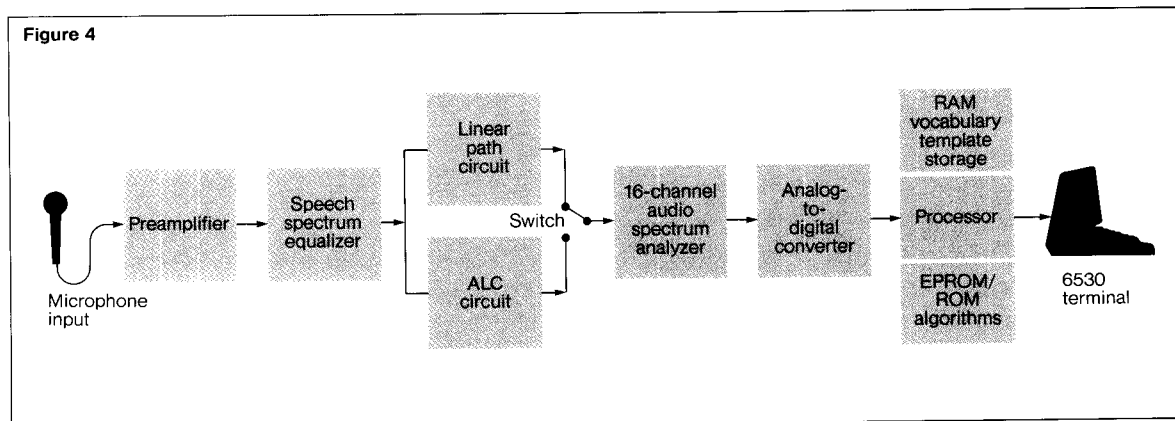 Figure 4
Microphone
input
Preamplifier
Speech
spectrum
equalizer
Linear
path
circuit
Switch
ALC
circuit
16-channel
audio
spectrum
analyzer
Analog-
to-
digital
converter
RAM
vocabulary
template
storage
Processor
EPROM/
ROM
algorithms
6530
terminal